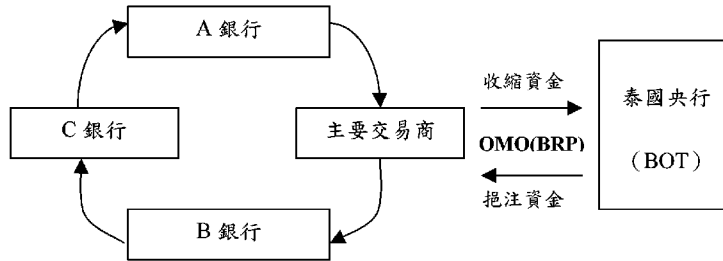 A 銀行
收縮資金
泰國央行
C 銀行
主要交易商
OMO(BRP)
（BOT）
挹注資金
B 銀行